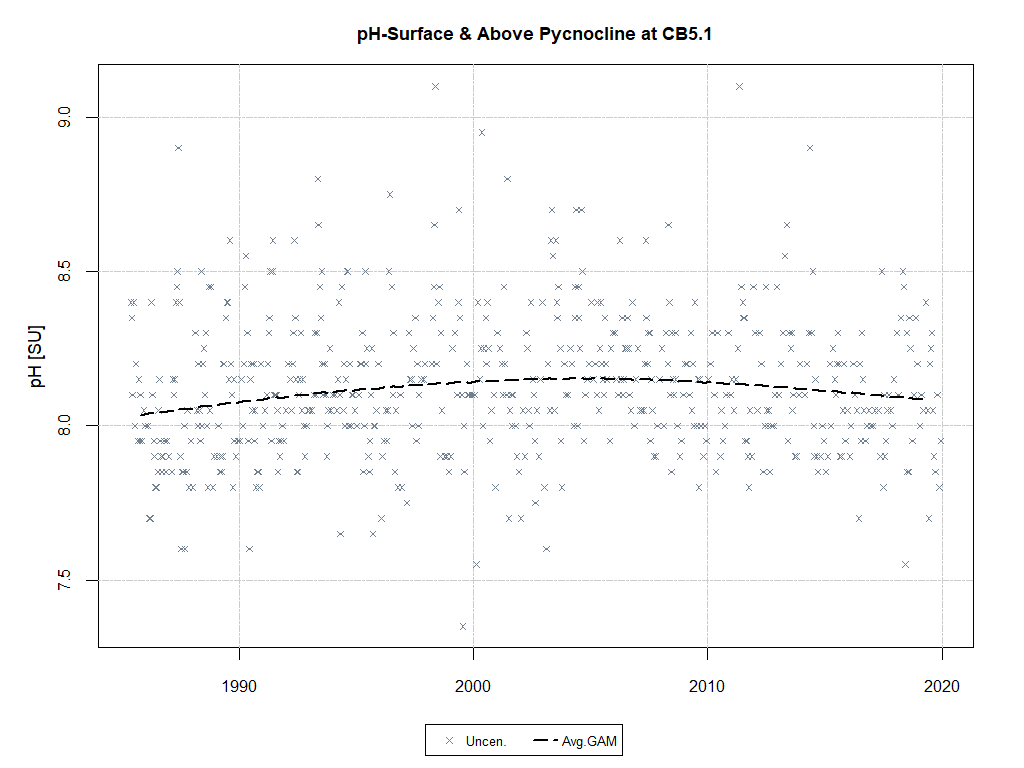 pH-Surface & Above Pycnocline at CB5.1
pH [SU]
9.0
8.5
8.0
7.5
1990 2000 2010 2020
Uncen. Avg.GAM